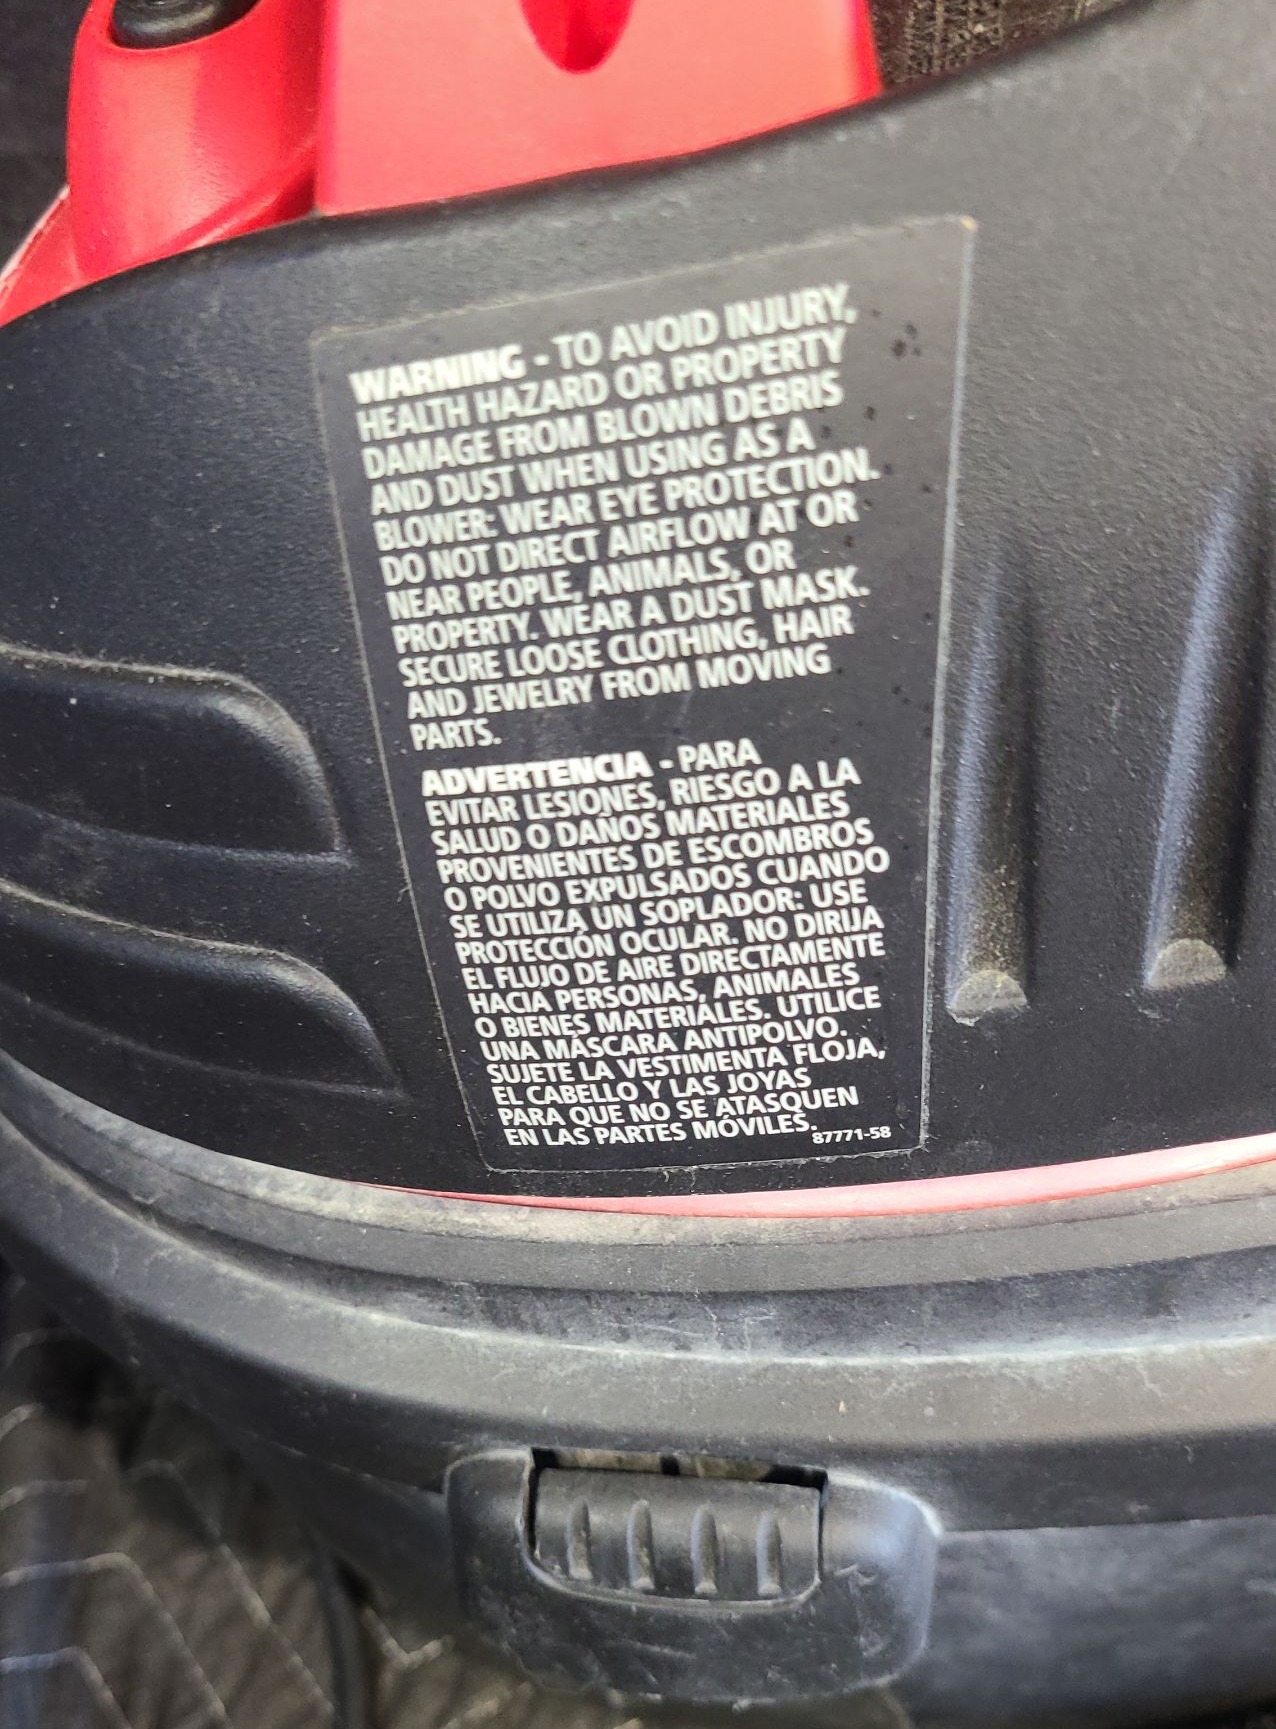 WARNING - TO AVOID INJURY,
HEALTH HAZARD OR PROPERTY
DAMAGE FROM BLOWN DEBRIS
AND DUST WHEN USING AS A
BLOWER: WEAR EYE PROTECTION.
DO NOT DIRECT AIRFLOW AT OR
NEAR PEOPLE, ANIMALS, OR
PROPERTY. WEAR A DUST MASK.
SECURE LOOSE CLOTHING, HAIR
AND JEWELRY FROM MOVING
PARTS.
ADVERTENCIA - PARA
EVITAR LESIONES, RIESGO A LA
SALUD O DAÑOS MATERIALES
PROVENIENTES DE ESCOMBROS
O POLVO EXPULSADOS CUANDO
SE UTILIZA UN SOPLADOR: USE
PROTECCIÓN OCULAR. NO DIRIJA
EL FLUJO DE AIRE DIRECTAMENTE
HACIA PERSONAS, ANIMALES
O BIENES MATERIALES. UTILICE
UNA MÁSCARA ANTIPOLVO.
SUJETE LA VESTIMENTA FLOJA,
EL CABELLO Y LAS JOYAS
PARA QUE NO SE ATASQUEN
EN LAS PARTES MÓVILES.
87771-58